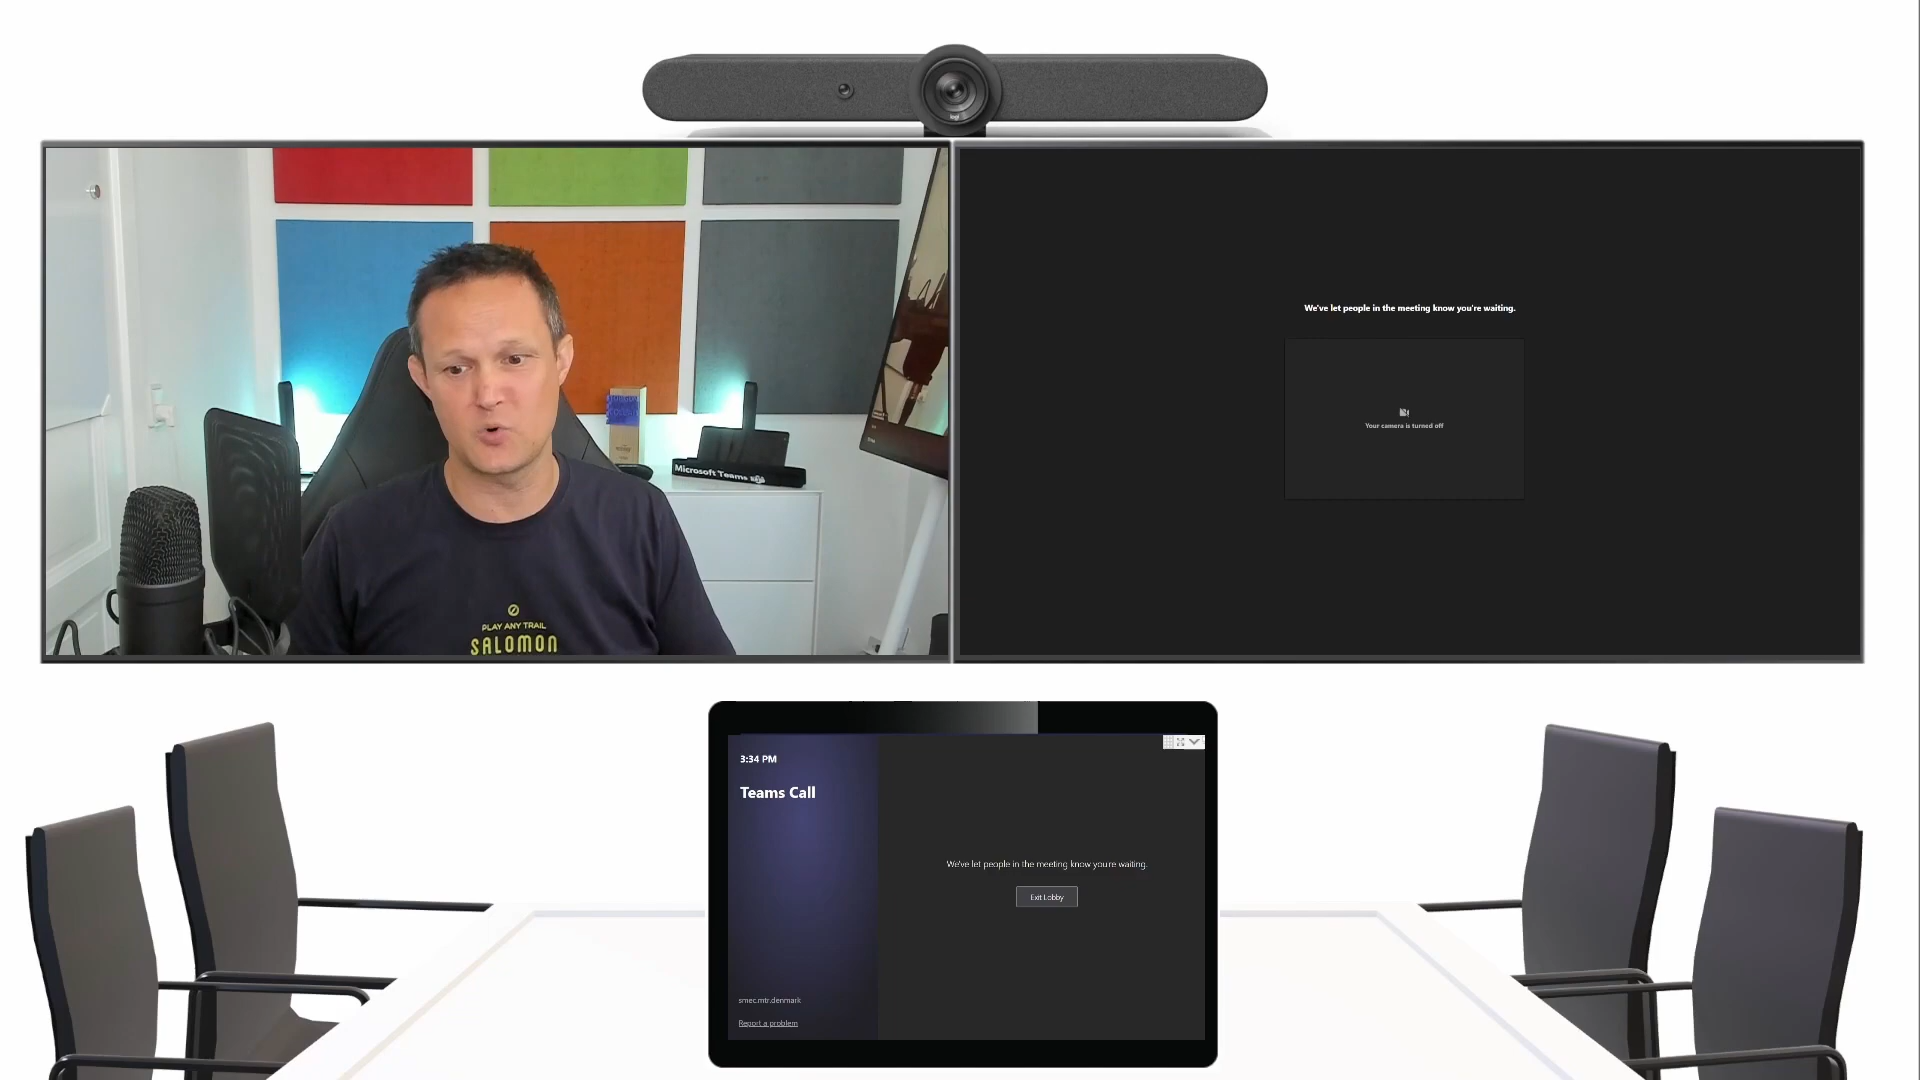 logi
Microsoft Teams
PLAY ANY TRAIL
SALOMON
We've let people in the meeting know you're waiting.
Your camera is turned off
3:34 PM
Teams Call
We've let people in the meeting know you're waiting.
Exit Lobby
smec.mtr.denmark
Report a problem